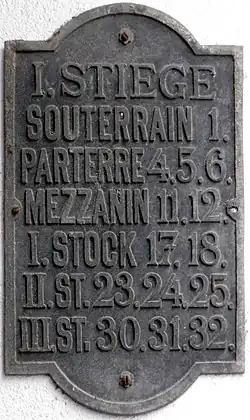 I. STIEGE
SOUTERRAIN 1.
PARTERRE 4.5.6.
MEZZANIN 11.12.
I. STOCK 17.18.
II. ST. 23.24.25.
III. ST. 30.31.32.